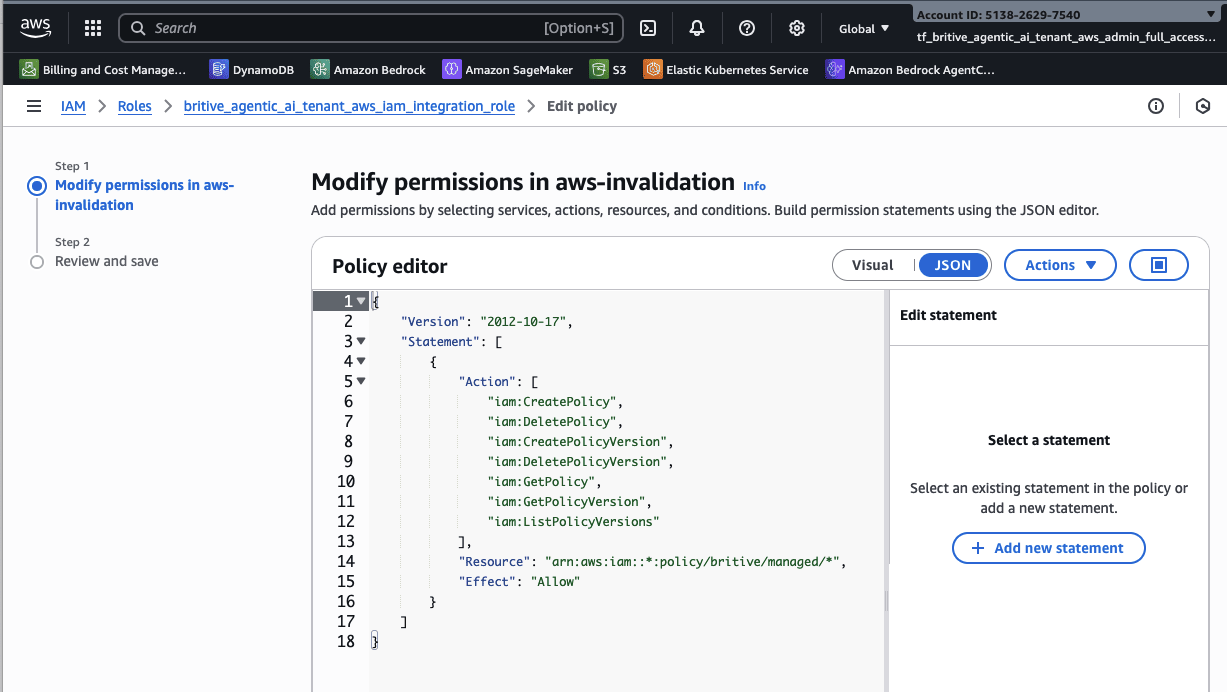 aws
Search [Option+S]
Global
Account ID: 5138-2629-7540
tf_britive_agentic_ai_tenant_aws_admin_full_access...
Billing and Cost Manage... DynamoDB Amazon Bedrock Amazon SageMaker S3 Elastic Kubernetes Service Amazon Bedrock AgentC...
IAM > Roles > britive_agentic_ai_tenant_aws_iam_integration_role > Edit policy
Step 1
Modify permissions in aws-
invalidation
Step 2
Review and save
Modify permissions in aws-invalidation Info
Add permissions by selecting services, actions, resources, and conditions. Build permission statements using the JSON editor.
Policy editor
Visual JSON Actions
1 {
2 "Version": "2012-10-17",
3 "Statement": [
4 {
5 "Action": [
6 "iam:CreatePolicy",
7 "iam:DeletePolicy",
8 "iam:CreatePolicyVersion",
9 "iam:DeletePolicyVersion",
10 "iam:GetPolicy",
11 "iam:GetPolicyVersion",
12 "iam:ListPolicyVersions"
13 ],
14 "Resource": "arn:aws:iam::*:policy/britive/managed/*",
15 "Effect": "Allow"
16 }
17 ]
18 }
Edit statement
Select a statement
Select an existing statement in the policy or
add a new statement.
+ Add new statement